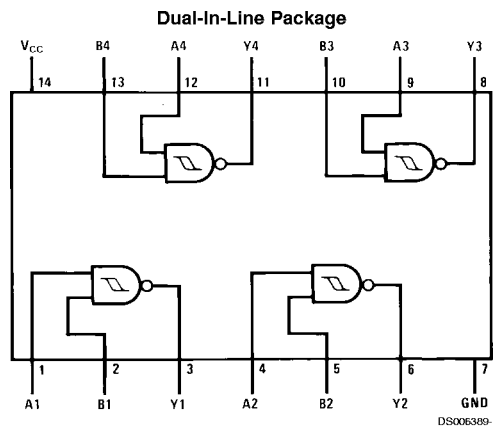 Dual-In-Line Package
VCC B4 A4 Y4 B3 A3 Y3
14 13 12 11 10 9 8
1 2 3 4 5 6 7
A1 B1 Y1 A2 B2 Y2 GND
DS006389-